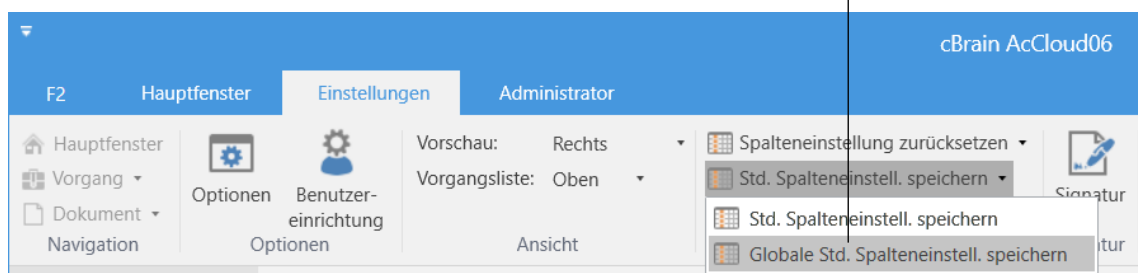 cBrain AcCloud06
F2 Hauptfenster Einstellungen Administrator
Hauptfenster
Vorgang
Dokument
Navigation
Optionen
Benutzer-
einrichtung
Optionen
Vorschau: Rechts
Vorgangsliste: Oben
Ansicht
Spalteneinstellung zurücksetzen
Std. Spalteneinstell. speichern
Std. Spalteneinstell. speichern
Globale Std. Spalteneinstell. speichern
Signatur
tur